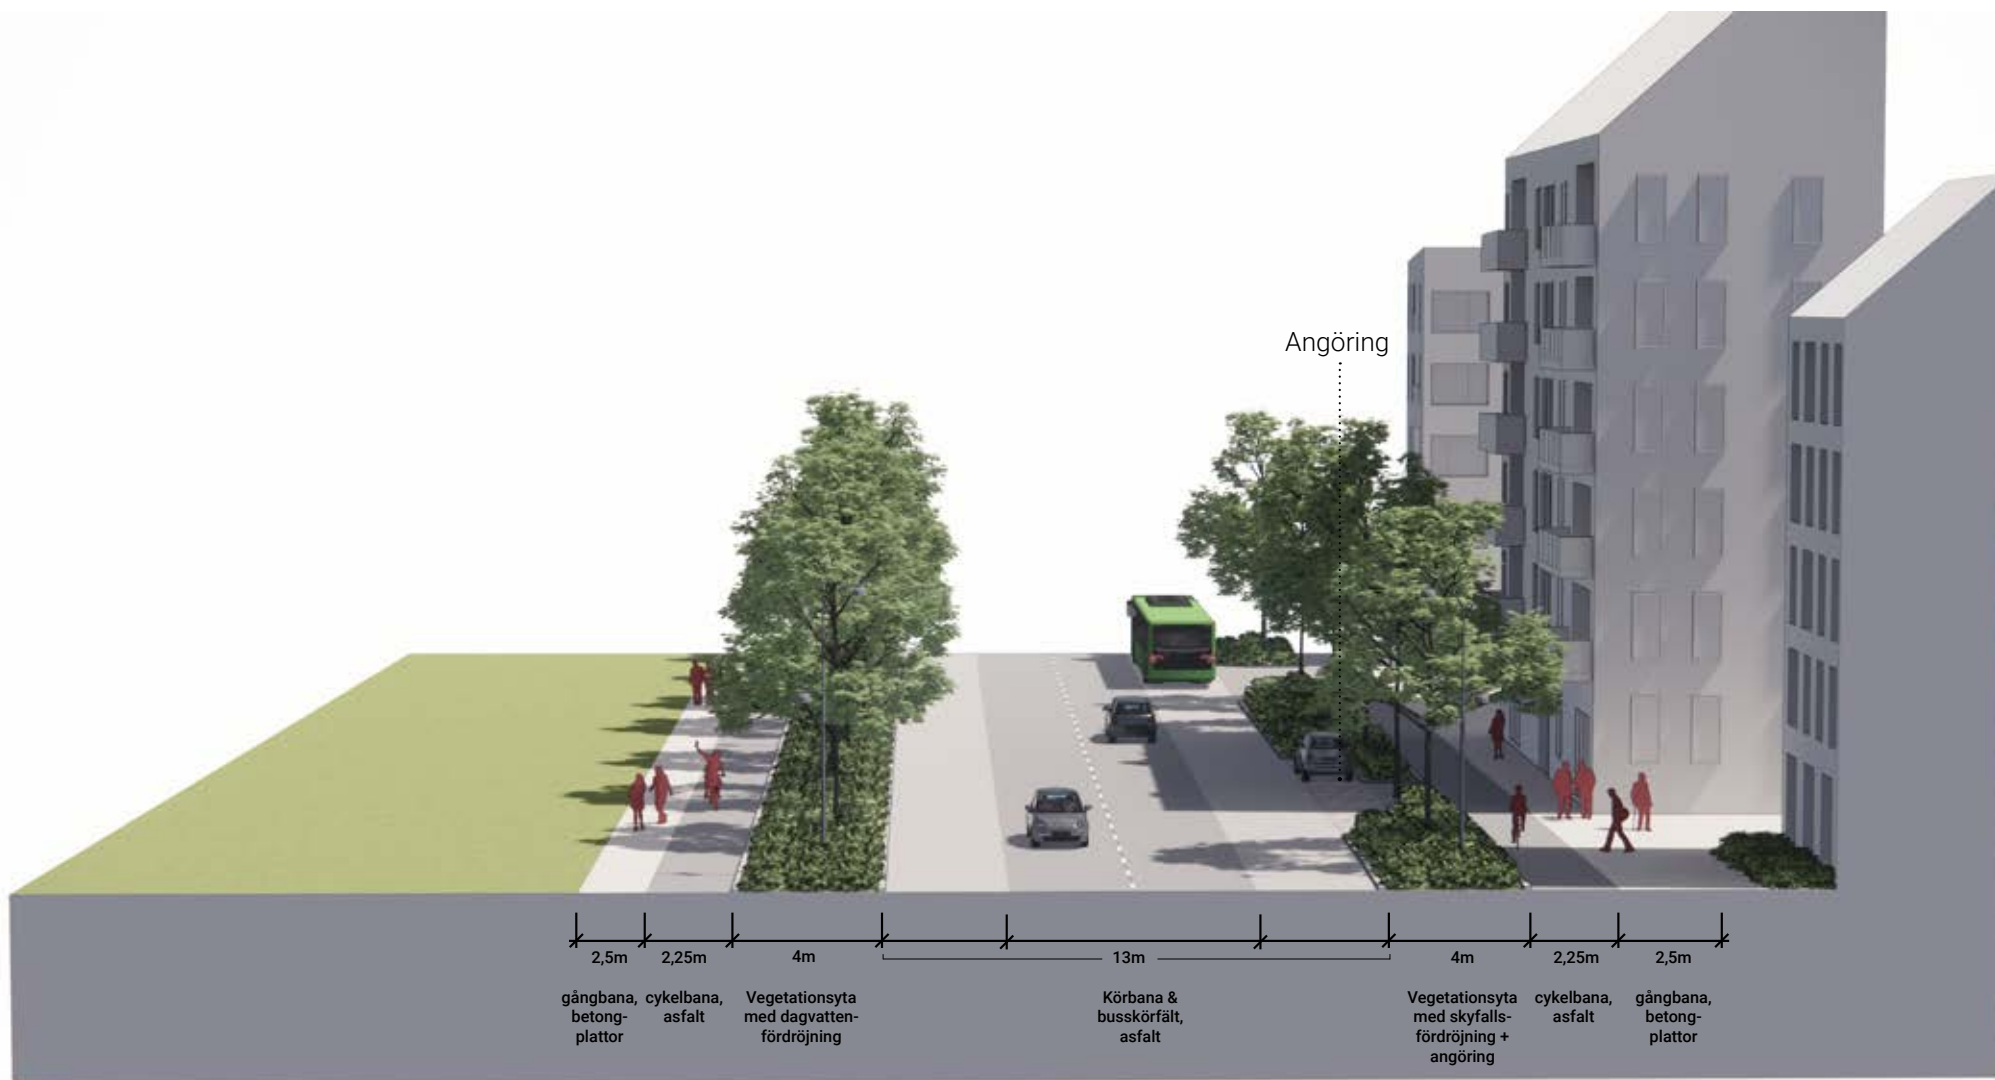 Angöring
2,5m
2,25m
4m
13m
4m
2,25m
2,5m
gångbana,
betong-
plattor
cykelbana,
asfalt
Vegetationsyta
med dagvatten-
fördröjning
Körbana &
busskörfält,
asfalt
Vegetationsyta
med skyfalls-
fördröjning +
angöring
cykelbana,
asfalt
gångbana,
betong-
plattor